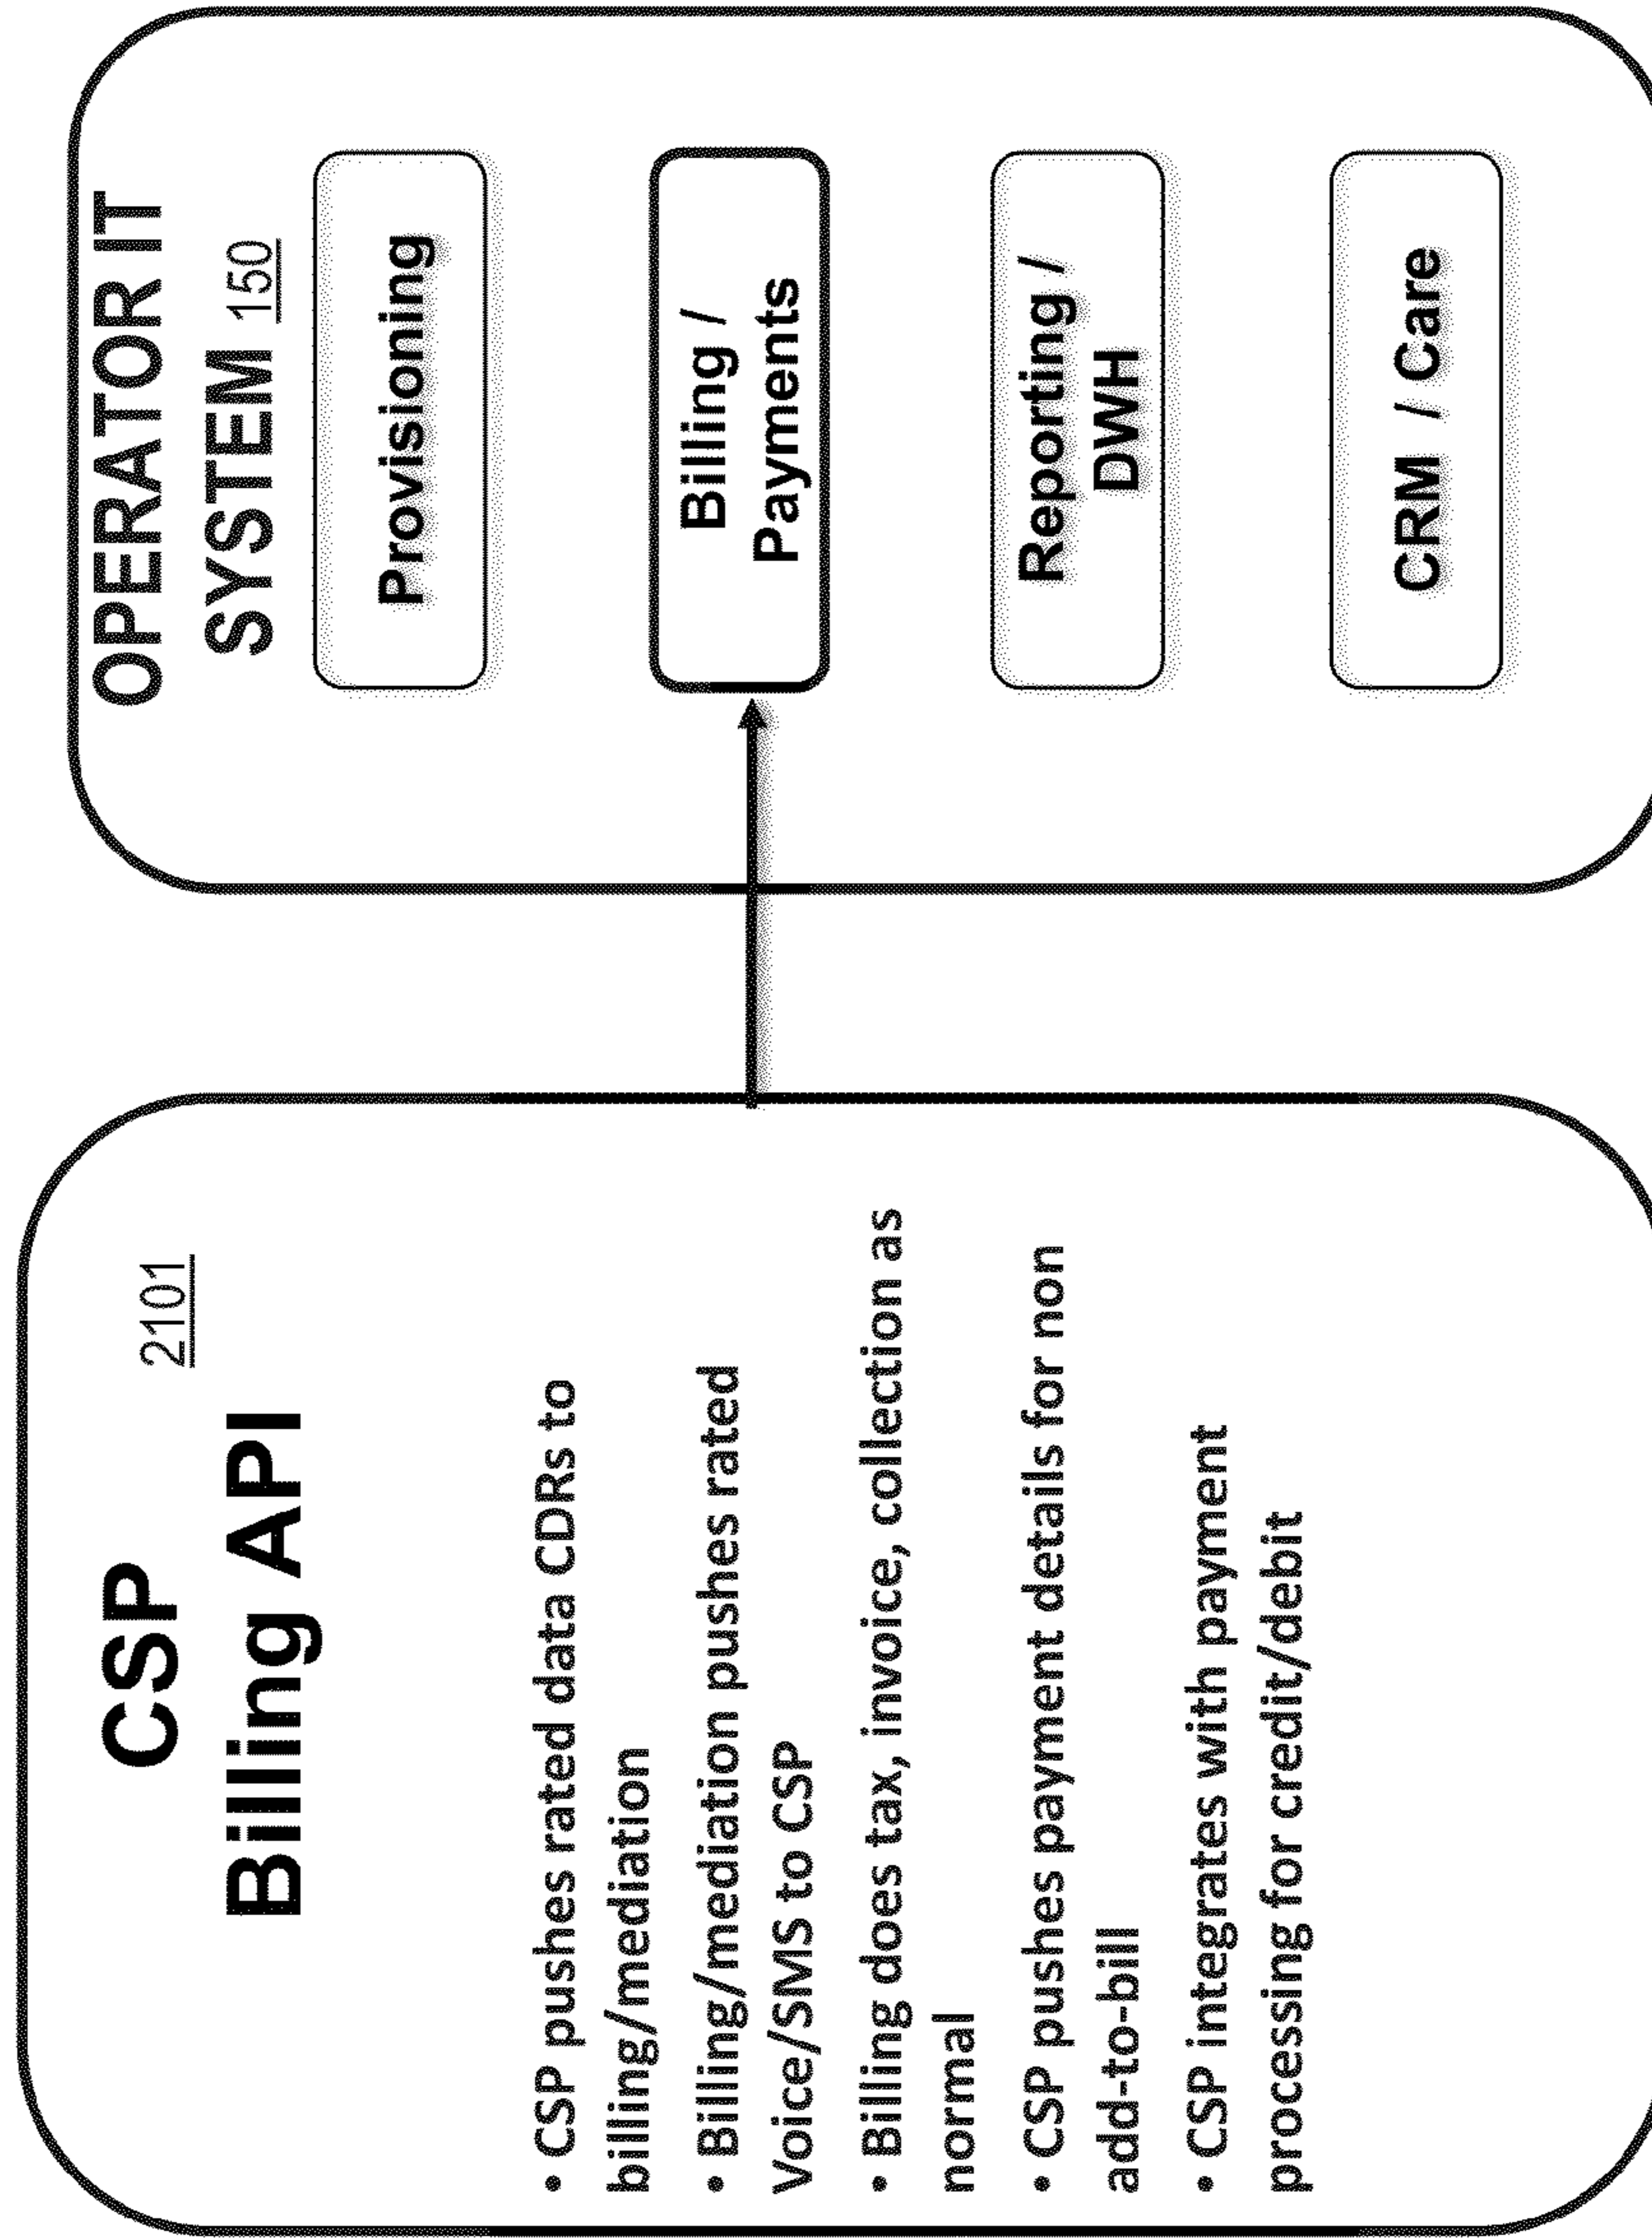 CSP
Billing API
2101
• CSP pushes rated data CDRs to
billing/mediation
• Billing/mediation pushes rated
Voice/SMS to CSP
• Billing does tax, invoice, collection as
normal
• CSP pushes payment details for non
add-to-bill
• CSP integrates with payment
processing for credit/debit
OPERATOR IT
SYSTEM 150
Provisioning
Billing /
Payments
Reporting /
DWH
CRM / Care